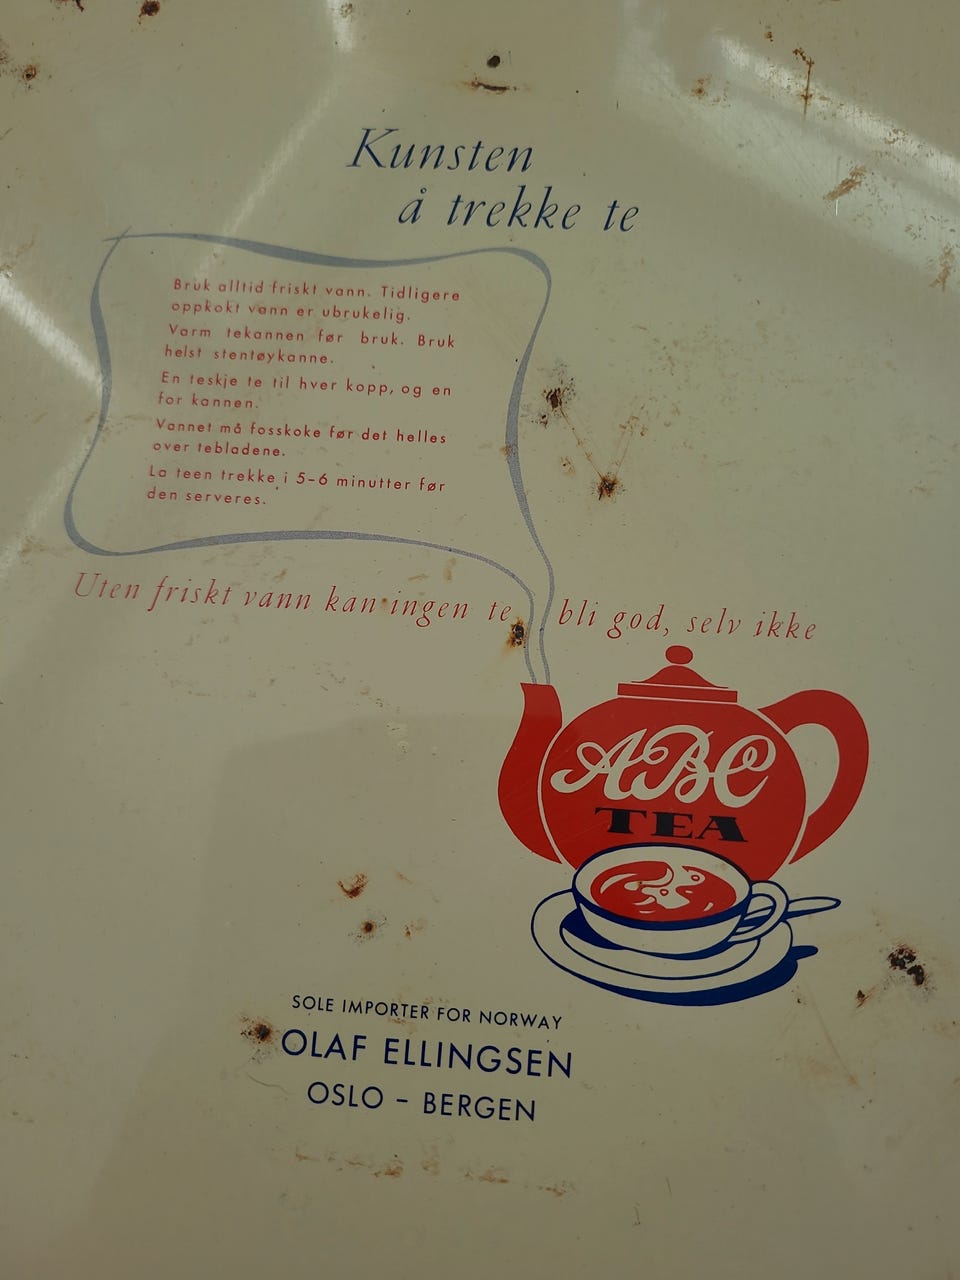 Kunsten
å trekke te
Bruk alltid friskt vann. Tidligere
oppkokt vann er ubrukelig.
Varm tekannen før bruk. Bruk
helst stentøykanne.
En teskje te til hver kopp, og en
for kannen.
Vannet må fosskoke før det helles
over tebladene.
La teen trekke i 5-6 minutter før
den serveres.
Uten friskt vann kan ingen te bli god, selv ikke
ABC
TEA
SOLE IMPORTER FOR NORWAY
OLAF ELLINGSEN
OSLO - BERGEN